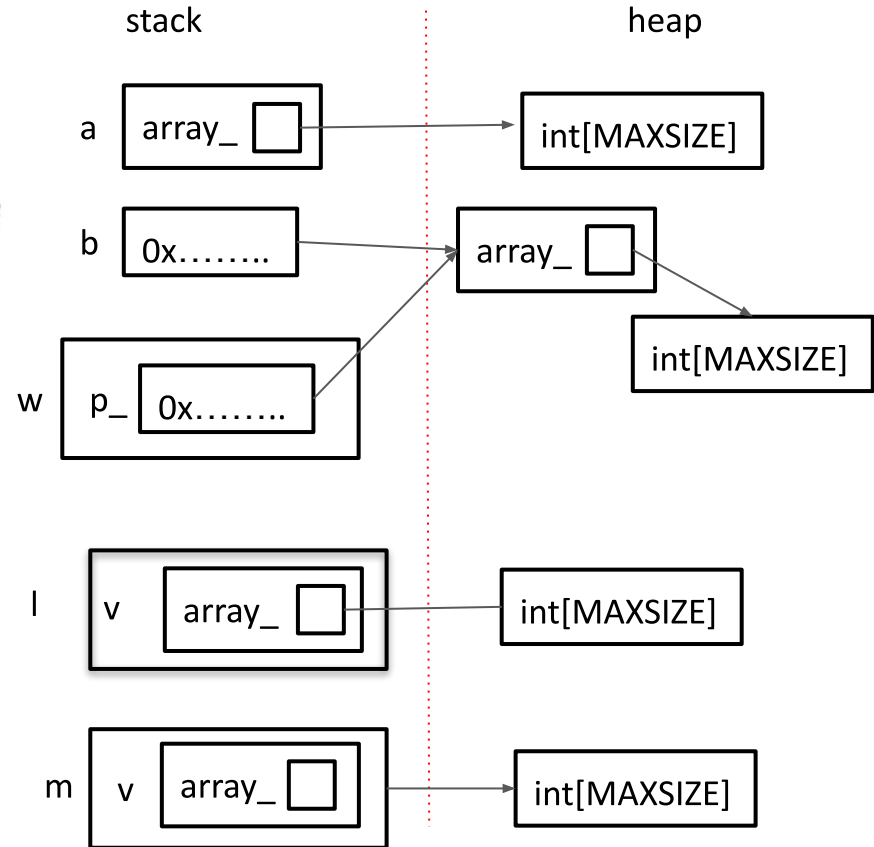 stack heap
a array_ int[MAXSIZE]
b 0x........ array_
int[MAXSIZE]
w p_ 0x........
l v array_ int[MAXSIZE]
m v array_ int[MAXSIZE]